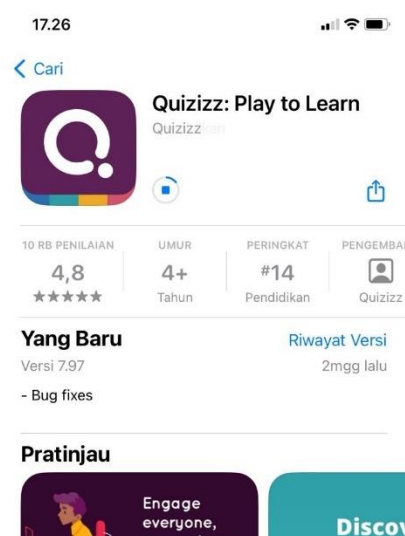 17.26
Cari
Quizizz: Play to Learn
Quizizz
10 RB PENILAIAN
4,8
★★★★★
UMUR
4+
Tahun
PERINGKAT
#14
Pendidikan
PENGEMBA
Quizizz
Yang Baru
Riwayat Versi
Versi 7.97
2mgg lalu
- Bug fixes
Pratinjau
Engage
everyone,
Discov